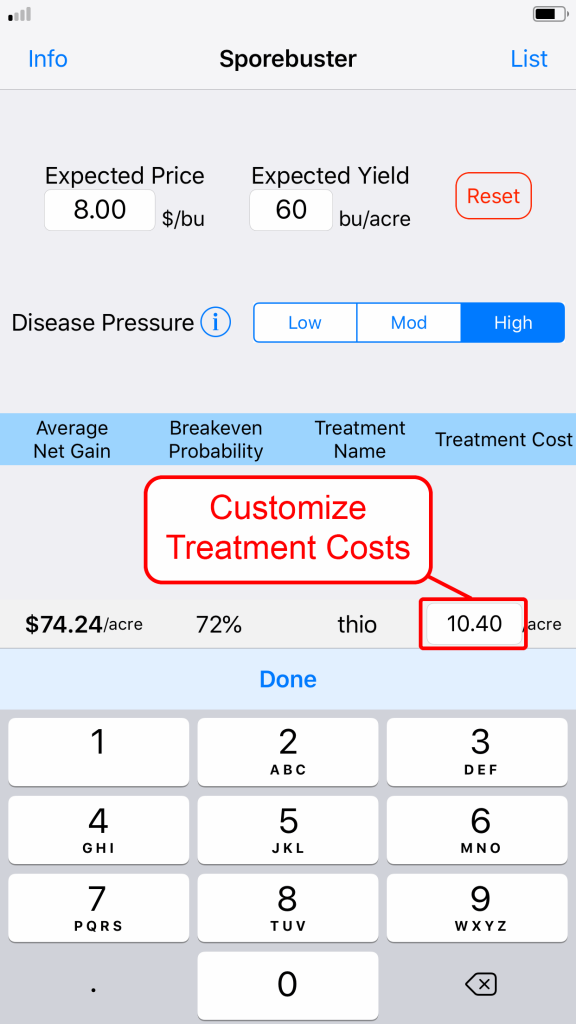 Info Sporebuster List
Expected Price Expected Yield
8.00 $/bu 60 bu/acre Reset
Disease Pressure i Low Mod High
Average Breakeven Treatment Treatment Cost
Net Gain Probability Name
Customize
Treatment Costs
$74.24/acre 72% thio 10.40 /acre
Done
1 2 3
ABC DEF
4 5 6
GHI JKL MNO
7 8 9
PQRS TUV WXYZ
. 0